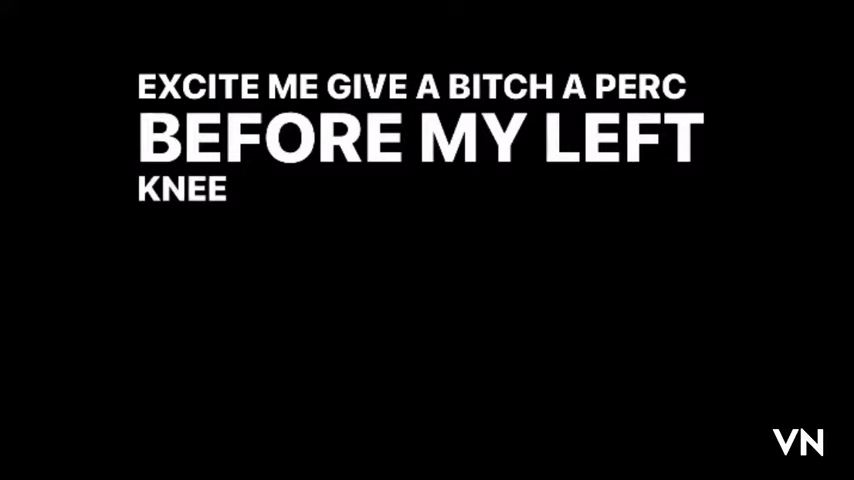 EXCITE ME GIVE A BITCH A PERC
BEFORE MY LEFT
KNEE
VN